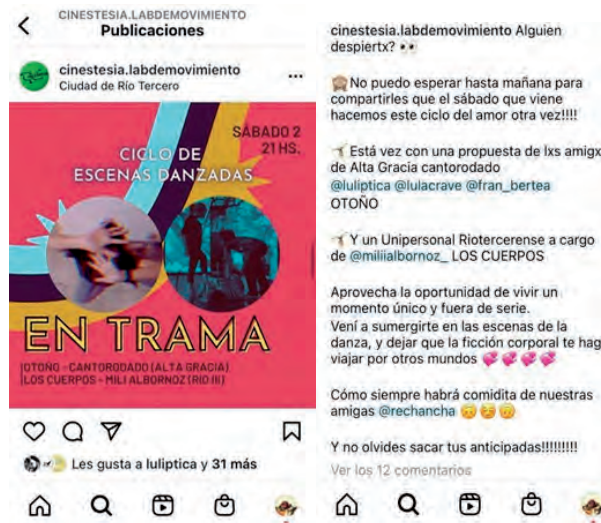 CINESTESIA.LABDEMOVIMIENTO
Publicaciones
cinestesia.labdemovimiento
Ciudad de Río Tercero
SÁBADO 2
21 HS.
CICLO DE
ESCENAS DANZADAS
EN TRAMA
OTOÑO - CANTORODADO (ALTA GRACIA)
LOS CUERPOS - MILI ALBORNOZ (RIO III)
Les gusta a luliptica y 31 más
cinestesia.labdemovimiento Alguien
despiertx?
No puedo esperar hasta mañana para
compartirles que el sábado que viene
hacemos este ciclo del amor otra vez!!!!
Está vez con una propuesta de lxs amigx
de Alta Gracia cantorodado
@luliptica @lulacrave @fran_bertea
OTOÑO
Y un Unipersonal Riotercerense a cargo
de @miliialbornoz_ LOS CUERPOS
Aprovecha la oportunidad de vivir un
momento único y fuera de serie.
Vení a sumergirte en las escenas de la
danza, y dejar que la ficción corporal te hag
viajar por otros mundos
Cómo siempre habrá comidita de nuestras
amigas @rechancha
Y no olvides sacar tus anticipadas!!!!!!!!!
Ver los 12 comentarios